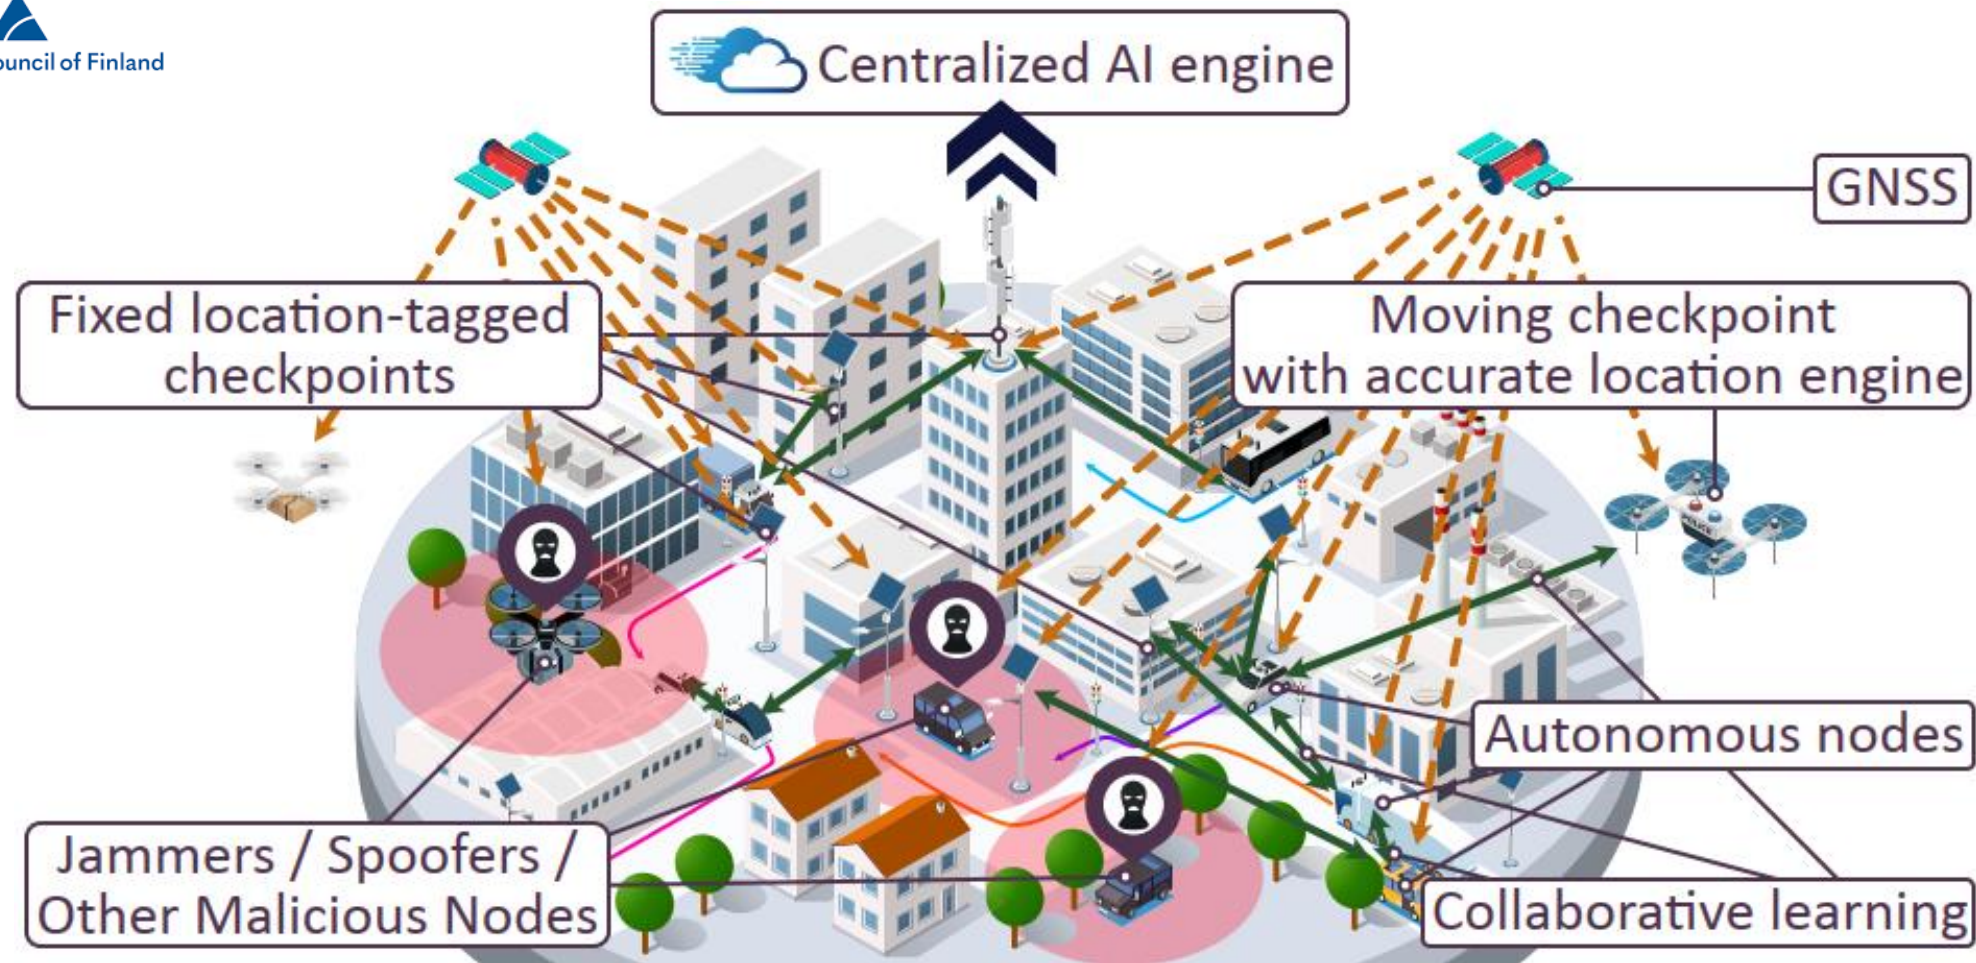 ouncil of Finland
Centralized AI engine
GNSS
Fixed location-tagged
checkpoints
Moving checkpoint
with accurate location engine
POLICE
Autonomous nodes
Jammers / Spoofers /
Other Malicious Nodes
Collaborative learning